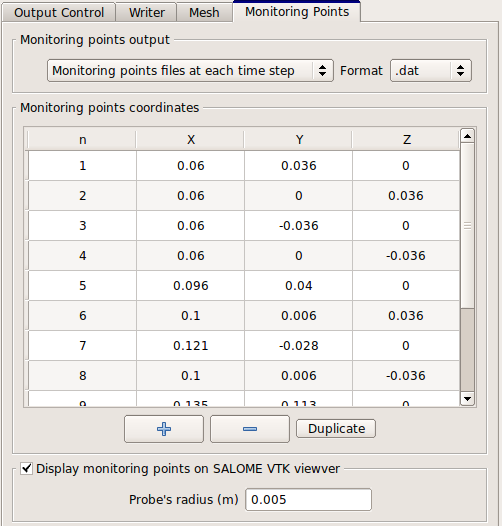 Output Control Writer Mesh Monitoring Points
Monitoring points output
Monitoring points files at each time step Format .dat
Monitoring points coordinates
n X Y Z
1 0.06 0.036 0
2 0.06 0 0.036
3 0.06 -0.036 0
4 0.06 0 -0.036
5 0.096 0.04 0
6 0.1 0.006 0.036
7 0.121 -0.028 0
8 0.1 0.006 -0.036
9 0.135 0.113 0
Duplicate
Display monitoring points on SALOME VTK viewver
Probe's radius (m) 0.005